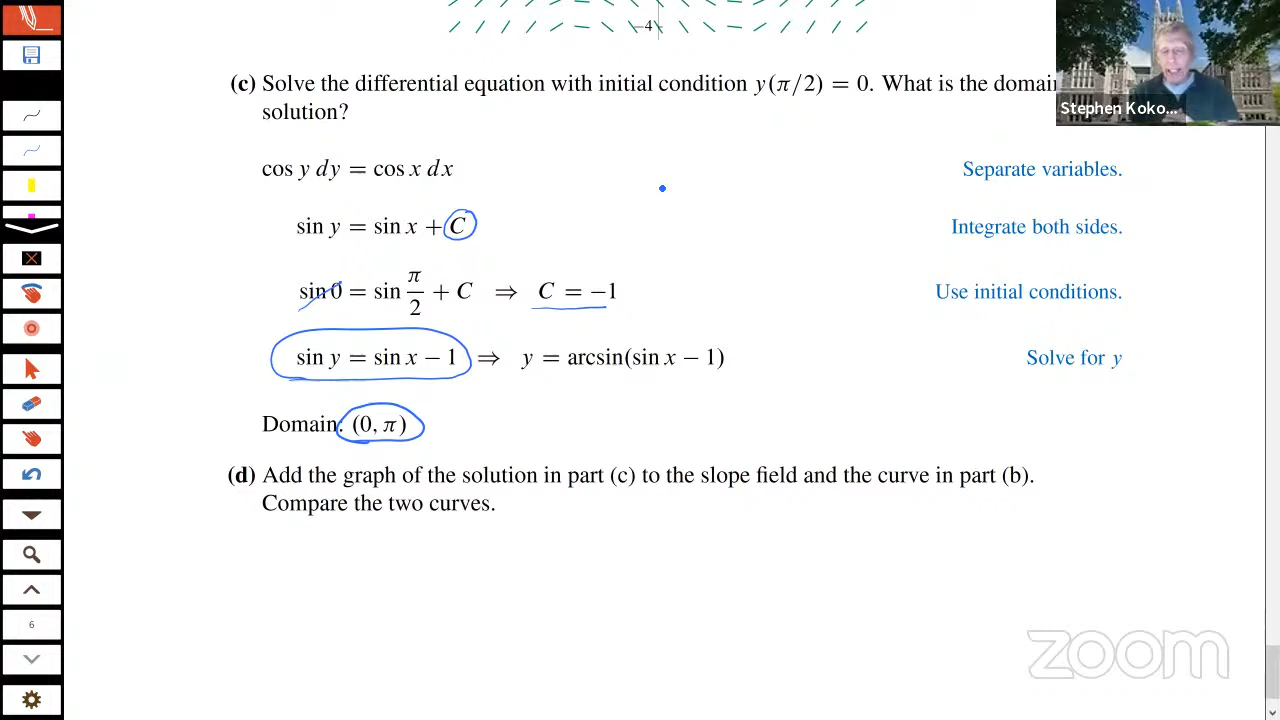 −4
(c) Solve the differential equation with initial condition y(π/2) = 0. What is the domain
solution?
Stephen Koko...
cos y dy = cos x dx Separate variables.
sin y = sin x + C Integrate both sides.
sin 0 = sin π/2 + C ⇒ C = −1 Use initial conditions.
sin y = sin x − 1 ⇒ y = arcsin(sin x − 1) Solve for y
Domain: (0, π)
(d) Add the graph of the solution in part (c) to the slope field and the curve in part (b).
Compare the two curves.
6
zoom